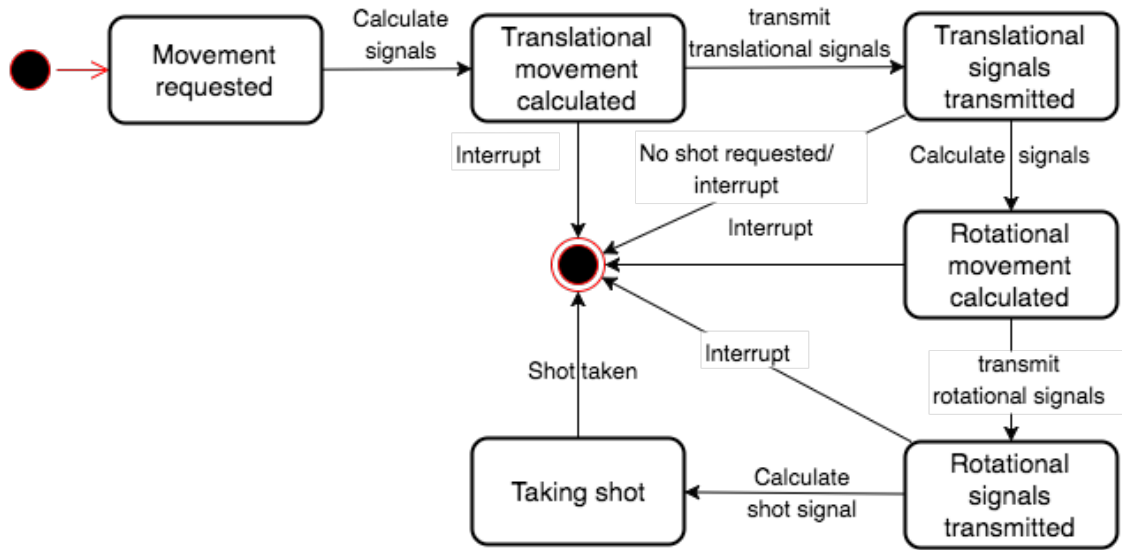 Movement
requested
Calculate
signals
Translational
movement
calculated
transmit
translational signals
Translational
signals
transmitted
Interrupt
No shot requested/
interrupt
Calculate signals
Interrupt
Rotational
movement
calculated
Interrupt
transmit
rotational signals
Shot taken
Taking shot
Calculate
shot signal
Rotational
signals
transmitted